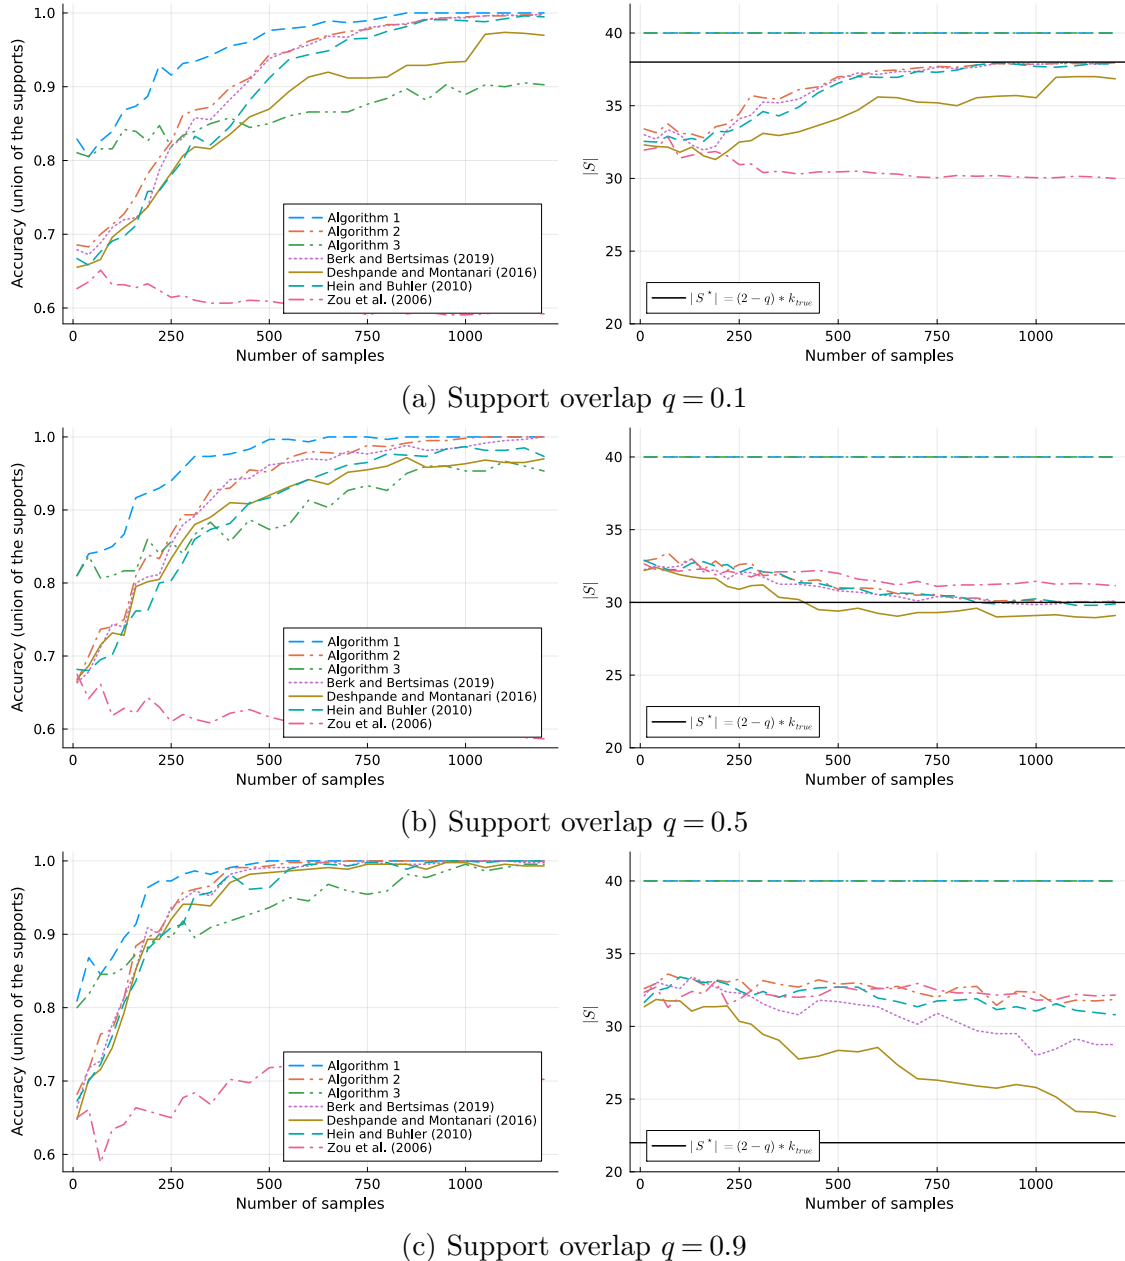 Accuracy (union of the supports)
1.0
0.9
0.8
0.7
0.6
0
250
500
750
1000
Number of samples
Algorithm 1
Algorithm 2
Algorithm 3
Berk and Bertsimas (2019)
Deshpande and Montanari (2016)
Hein and Buhler (2010)
Zou et al. (2006)
|S|
40
35
30
25
20
0
250
500
750
1000
Number of samples
|S⋆| = (2 − q) * k_true
(a) Support overlap q = 0.1
Accuracy (union of the supports)
1.0
0.9
0.8
0.7
0.6
0
250
500
750
1000
Number of samples
Algorithm 1
Algorithm 2
Algorithm 3
Berk and Bertsimas (2019)
Deshpande and Montanari (2016)
Hein and Buhler (2010)
Zou et al. (2006)
|S|
40
35
30
25
20
0
250
500
750
1000
Number of samples
|S⋆| = (2 − q) * k_true
(b) Support overlap q = 0.5
Accuracy (union of the supports)
1.0
0.9
0.8
0.7
0.6
0
250
500
750
1000
Number of samples
Algorithm 1
Algorithm 2
Algorithm 3
Berk and Bertsimas (2019)
Deshpande and Montanari (2016)
Hein and Buhler (2010)
Zou et al. (2006)
|S|
40
35
30
25
20
0
250
500
750
1000
Number of samples
|S⋆| = (2 − q) * k_true
(c) Support overlap q = 0.9